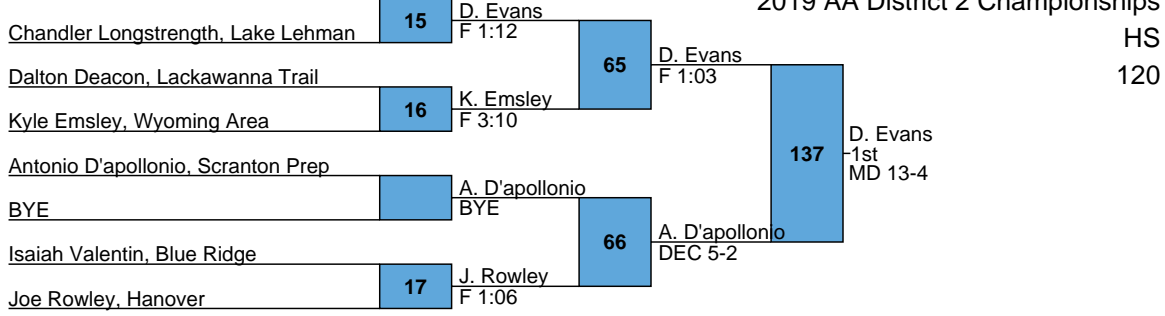 2019 AA District 2 Championships
HS
120
Chandler Longstrength, Lake Lehman
15
D. Evans
F 1:12
Dalton Deacon, Lackawanna Trail
Kyle Emsley, Wyoming Area
16
K. Emsley
F 3:10
65
D. Evans
F 1:03
Antonio D'apollonio, Scranton Prep
BYE
A. D'apollonio
BYE
Isaiah Valentin, Blue Ridge
Joe Rowley, Hanover
17
J. Rowley
F 1:06
66
A. D'apollonio
DEC 5-2
137
D. Evans
1st
MD 13-4